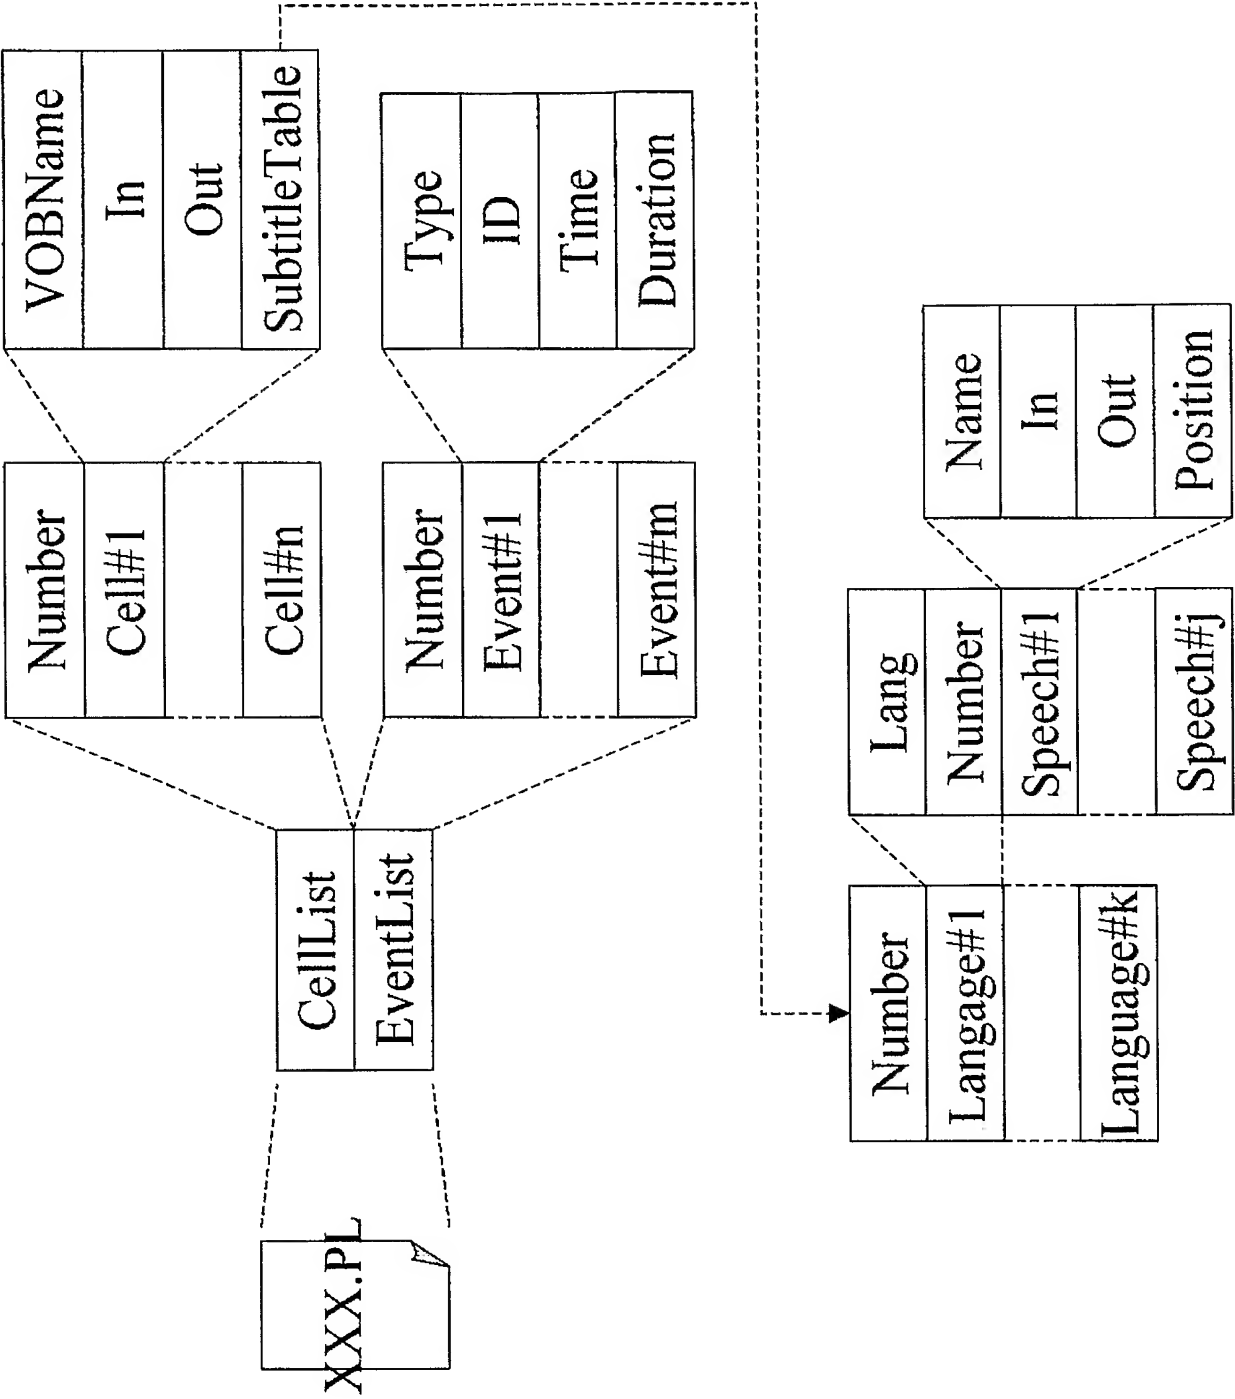 XXX.PL
CellList
EventList
Number
Cell#1
Cell#n
VOBName
In
Out
SubtitleTable
Number
Event#1
Event#m
Type
ID
Time
Duration
Number
Langage#1
Language#k
Lang
Number
Speech#1
Speech#j
Name
In
Out
Position